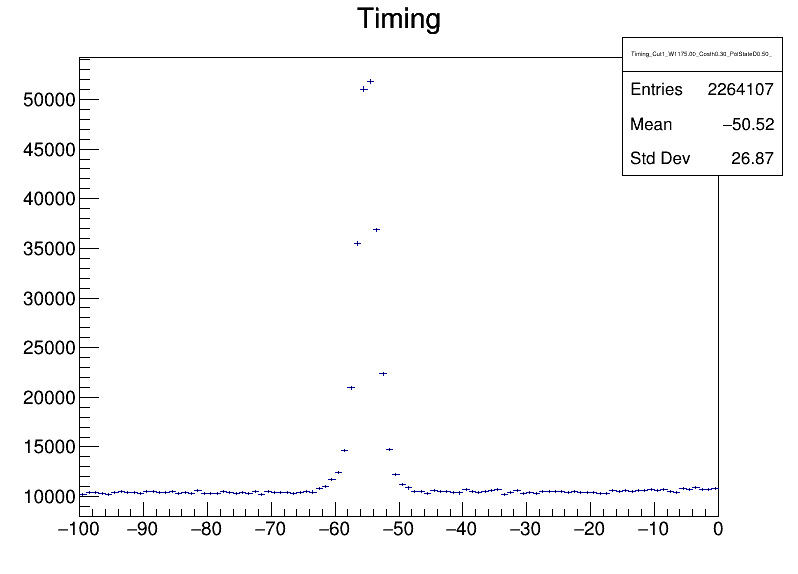 Timing
Timing_Cut1_W1175.00_Costh0.30_PolStateD0.50_
Entries 2264107
Mean −50.52
Std Dev 26.87
50000
45000
40000
35000
30000
25000
20000
15000
10000
−100 −90 −80 −70 −60 −50 −40 −30 −20 −10 0